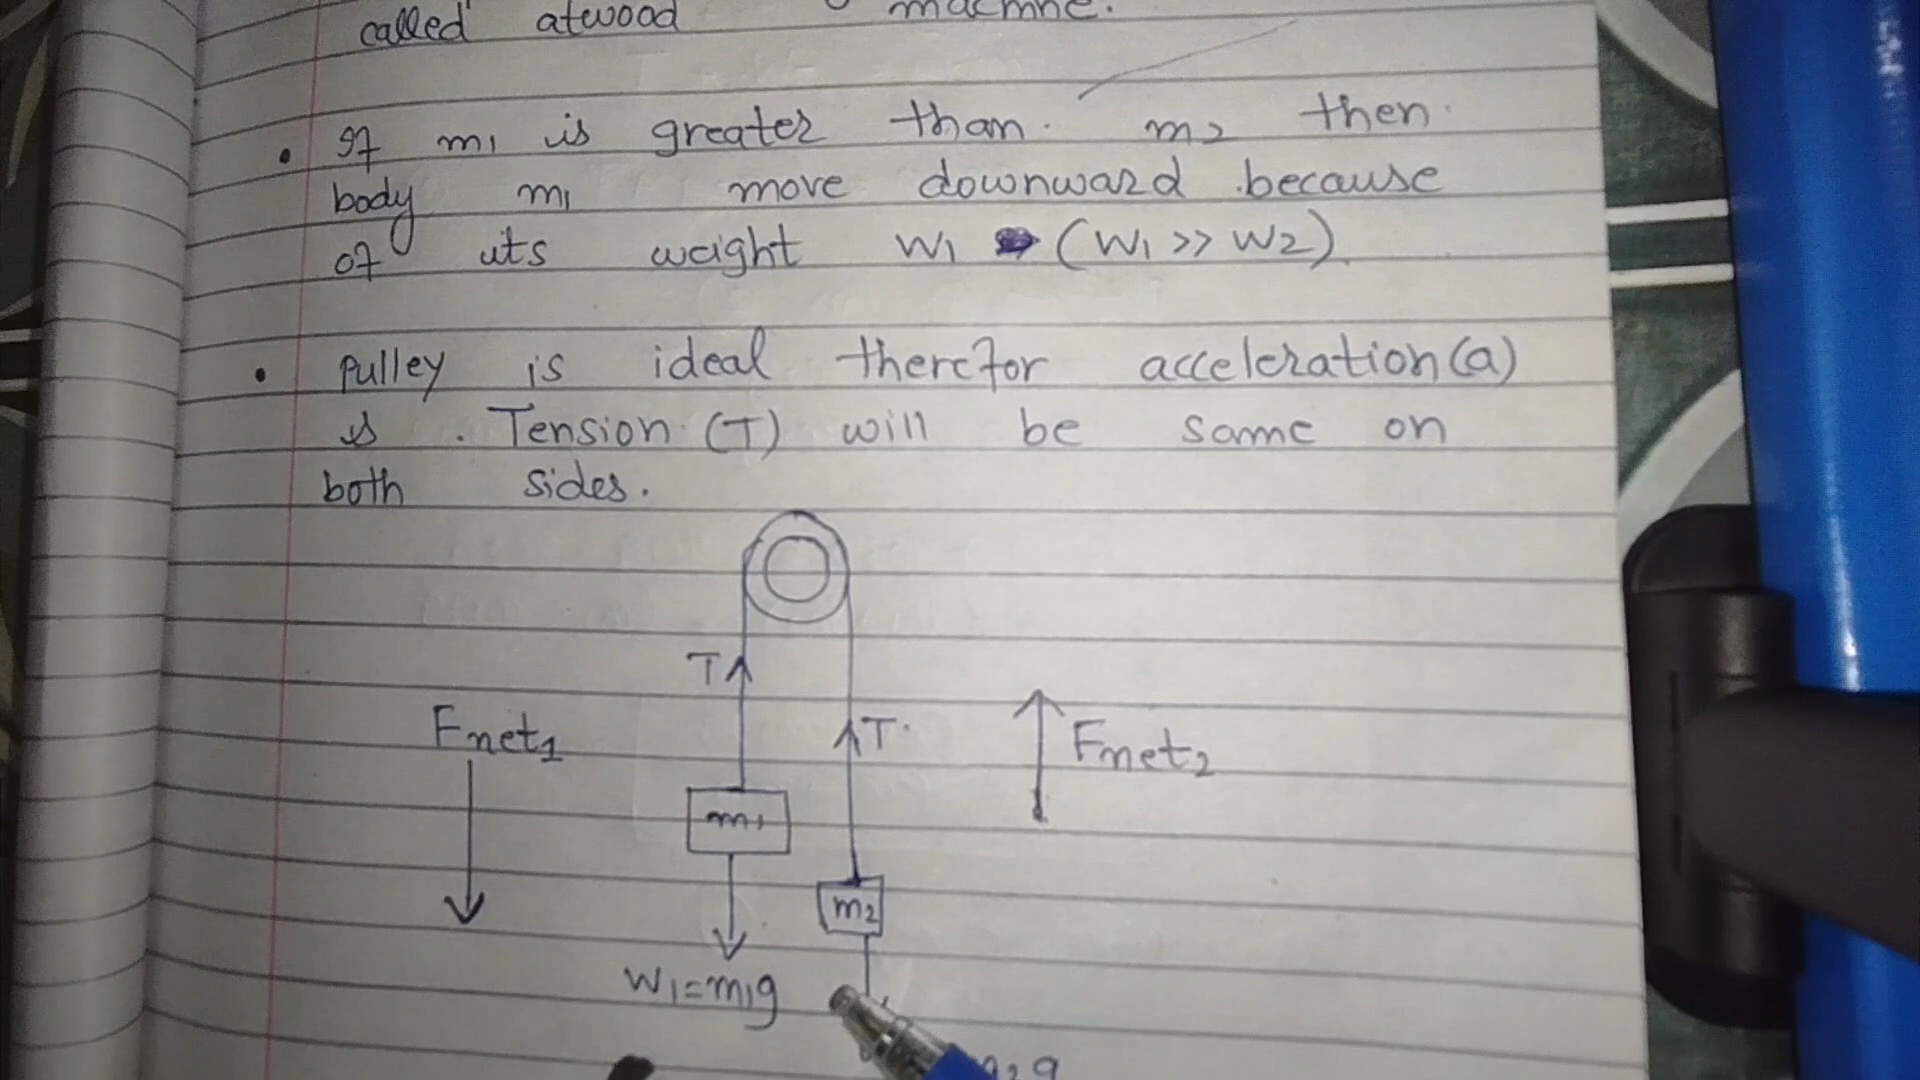 called atwood machine.
• If m1 is greater than m2 then
body m1 move downward because
of its weight W1 (W1 >> W2)
• Pulley is ideal therefor acceleration(a)
is Tension (T) will be same on
both sides.
T
Fnet1
T
Fnet2
m1
m2
W1=m1g